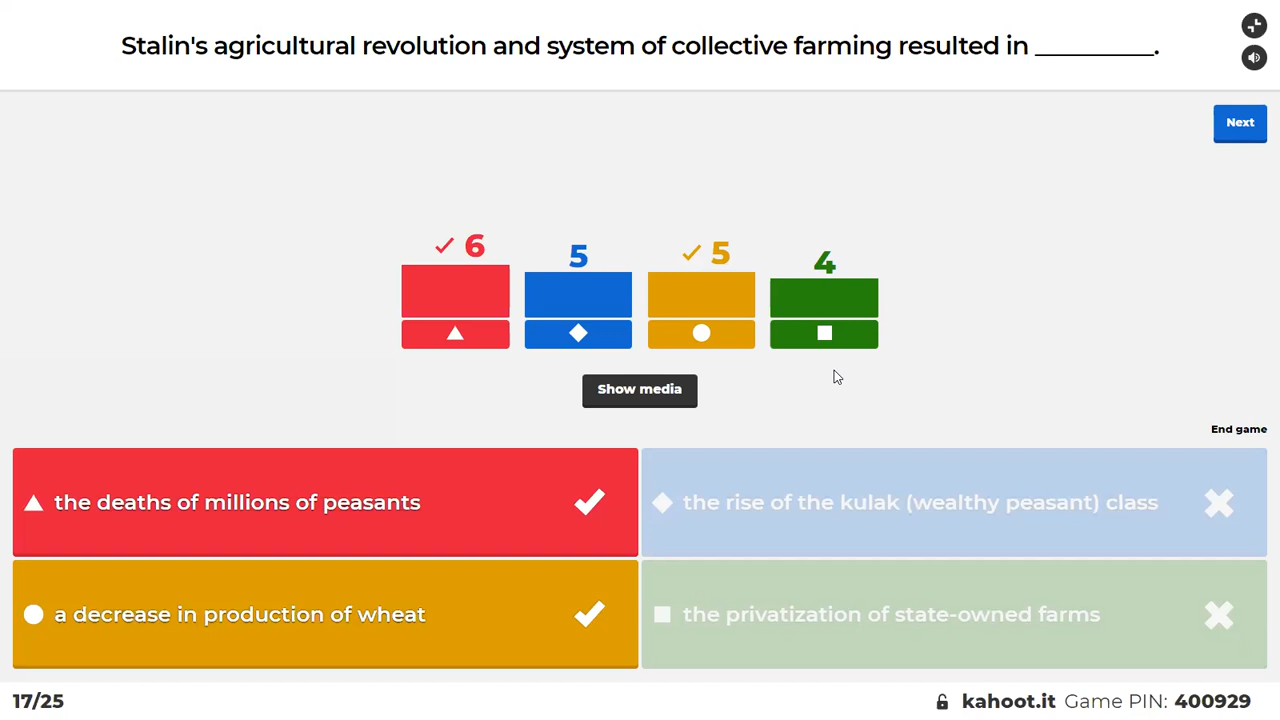 Stalin's agricultural revolution and system of collective farming resulted in __________.
Next
6
5
5
4
Show media
End game
the deaths of millions of peasants
the rise of the kulak (wealthy peasant) class
a decrease in production of wheat
the privatization of state-owned farms
17/25
kahoot.it Game PIN: 400929